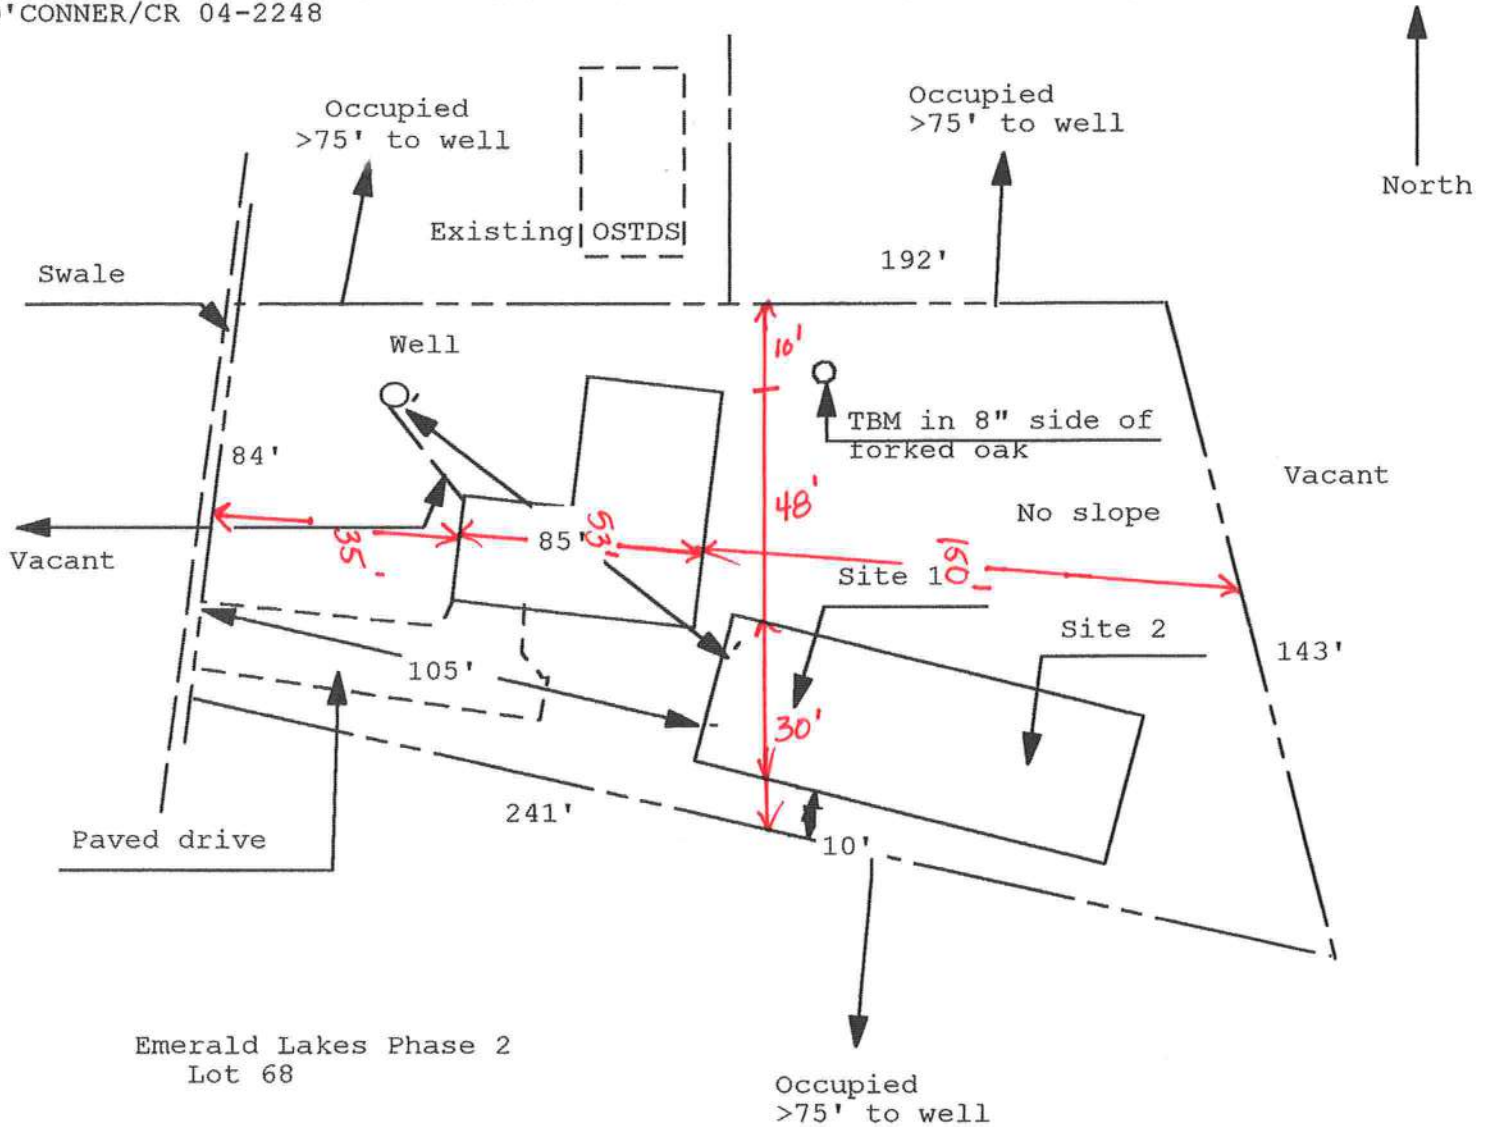 'CONNER/CR 04-2248
North
Occupied
>75' to well
Occupied
>75' to well
Existing OSTDS
192'
Swale
Well
10'
TBM in 8" side of
forked oak
84'
Vacant
48'
No slope
Vacant
35'
85'
53'
Site 1
Site 2
143'
105'
30'
241'
10'
Paved drive
Emerald Lakes Phase 2
Lot 68
Occupied
>75' to well